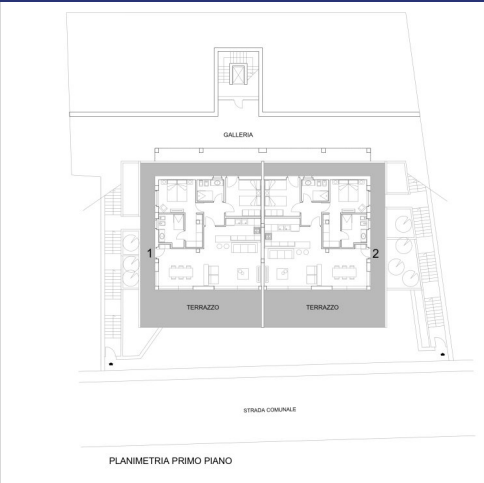 GALLERIA
1
2
TERRAZZO
TERRAZZO
STRADA COMUNALE
PLANIMETRIA PRIMO PIANO